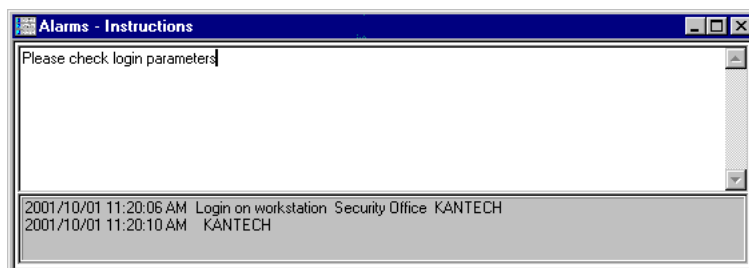 Alarms - Instructions
Please check login parameters
2001/10/01 11:20:06 AM Login on workstation Security Office KANTECH
2001/10/01 11:20:10 AM KANTECH